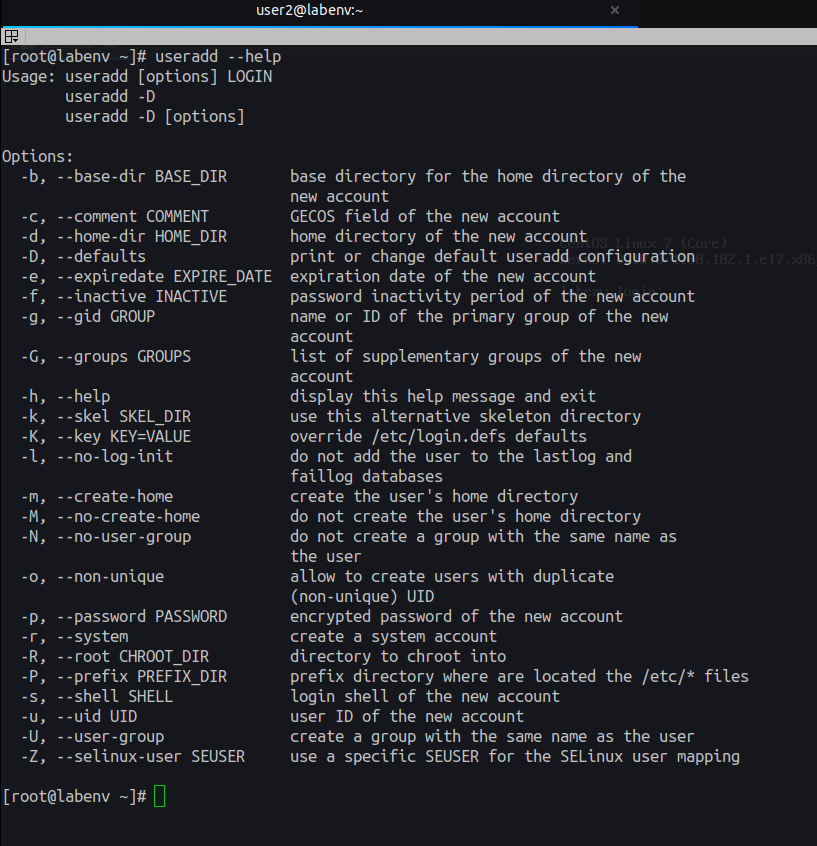 user2@labenv:~
[root@labenv ~]# useradd --help
Usage: useradd [options] LOGIN
       useradd -D
       useradd -D [options]

Options:
  -b, --base-dir BASE_DIR       base directory for the home directory of the
                                new account
  -c, --comment COMMENT         GECOS field of the new account
  -d, --home-dir HOME_DIR       home directory of the new account
  -D, --defaults                print or change default useradd configuration
  -e, --expiredate EXPIRE_DATE  expiration date of the new account
  -f, --inactive INACTIVE       password inactivity period of the new account
  -g, --gid GROUP               name or ID of the primary group of the new
                                account
  -G, --groups GROUPS           list of supplementary groups of the new
                                account
  -h, --help                    display this help message and exit
  -k, --skel SKEL_DIR           use this alternative skeleton directory
  -K, --key KEY=VALUE           override /etc/login.defs defaults
  -l, --no-log-init             do not add the user to the lastlog and
                                faillog databases
  -m, --create-home             create the user's home directory
  -M, --no-create-home          do not create the user's home directory
  -N, --no-user-group           do not create a group with the same name as
                                the user
  -o, --non-unique              allow to create users with duplicate
                                (non-unique) UID
  -p, --password PASSWORD       encrypted password of the new account
  -r, --system                  create a system account
  -R, --root CHROOT_DIR         directory to chroot into
  -P, --prefix PREFIX_DIR       prefix directory where are located the /etc/* files
  -s, --shell SHELL             login shell of the new account
  -u, --uid UID                 user ID of the new account
  -U, --user-group              create a group with the same name as the user
  -Z, --selinux-user SEUSER     use a specific SEUSER for the SELinux user mapping

[root@labenv ~]#
CentOS Linux 7 (Core)